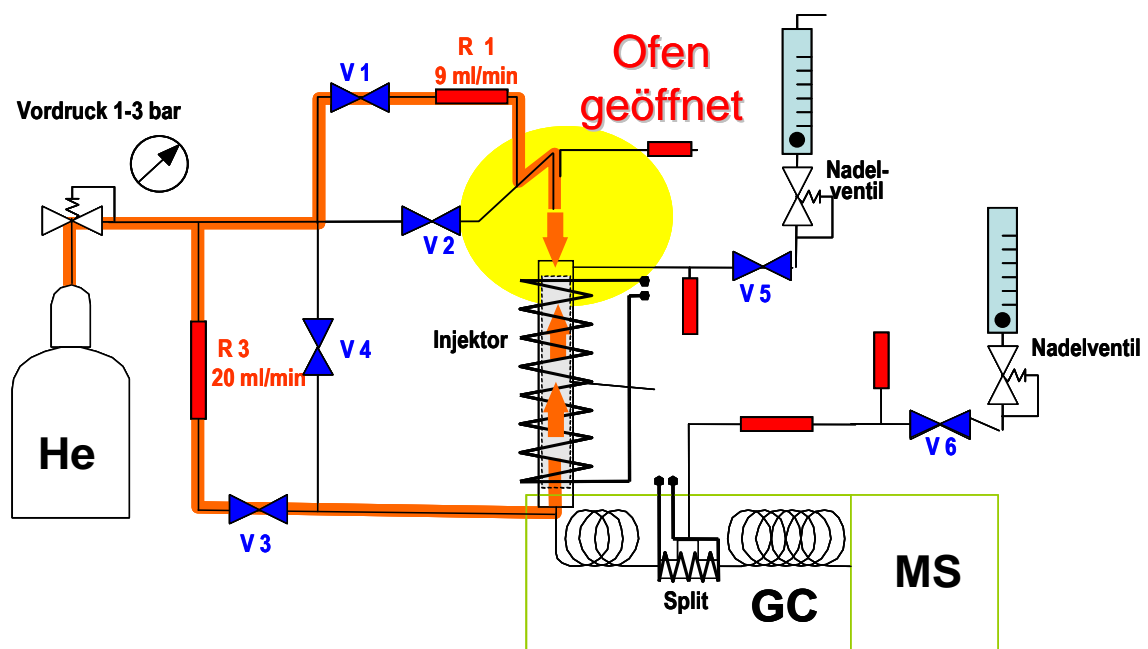 Ofen
geöffnet
R 1
9 ml/min
V 1
Vordruck 1-3 bar
Nadel-
ventil
V 2
V 5
Injektor
V 4
R 3
20 ml/min
Nadelventil
He
V 6
V 3
MS
Split
GC